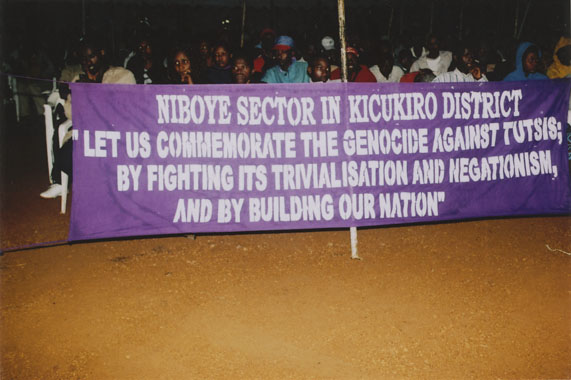 NIBOYE SECTOR IN KICUKIRO DISTRICT
"LET US COMMEMORATE THE GENOCIDE AGAINST TUTSIS;
BY FIGHTING ITS TRIVIALISATION AND NEGATIONISM,
AND BY BUILDING OUR NATION"